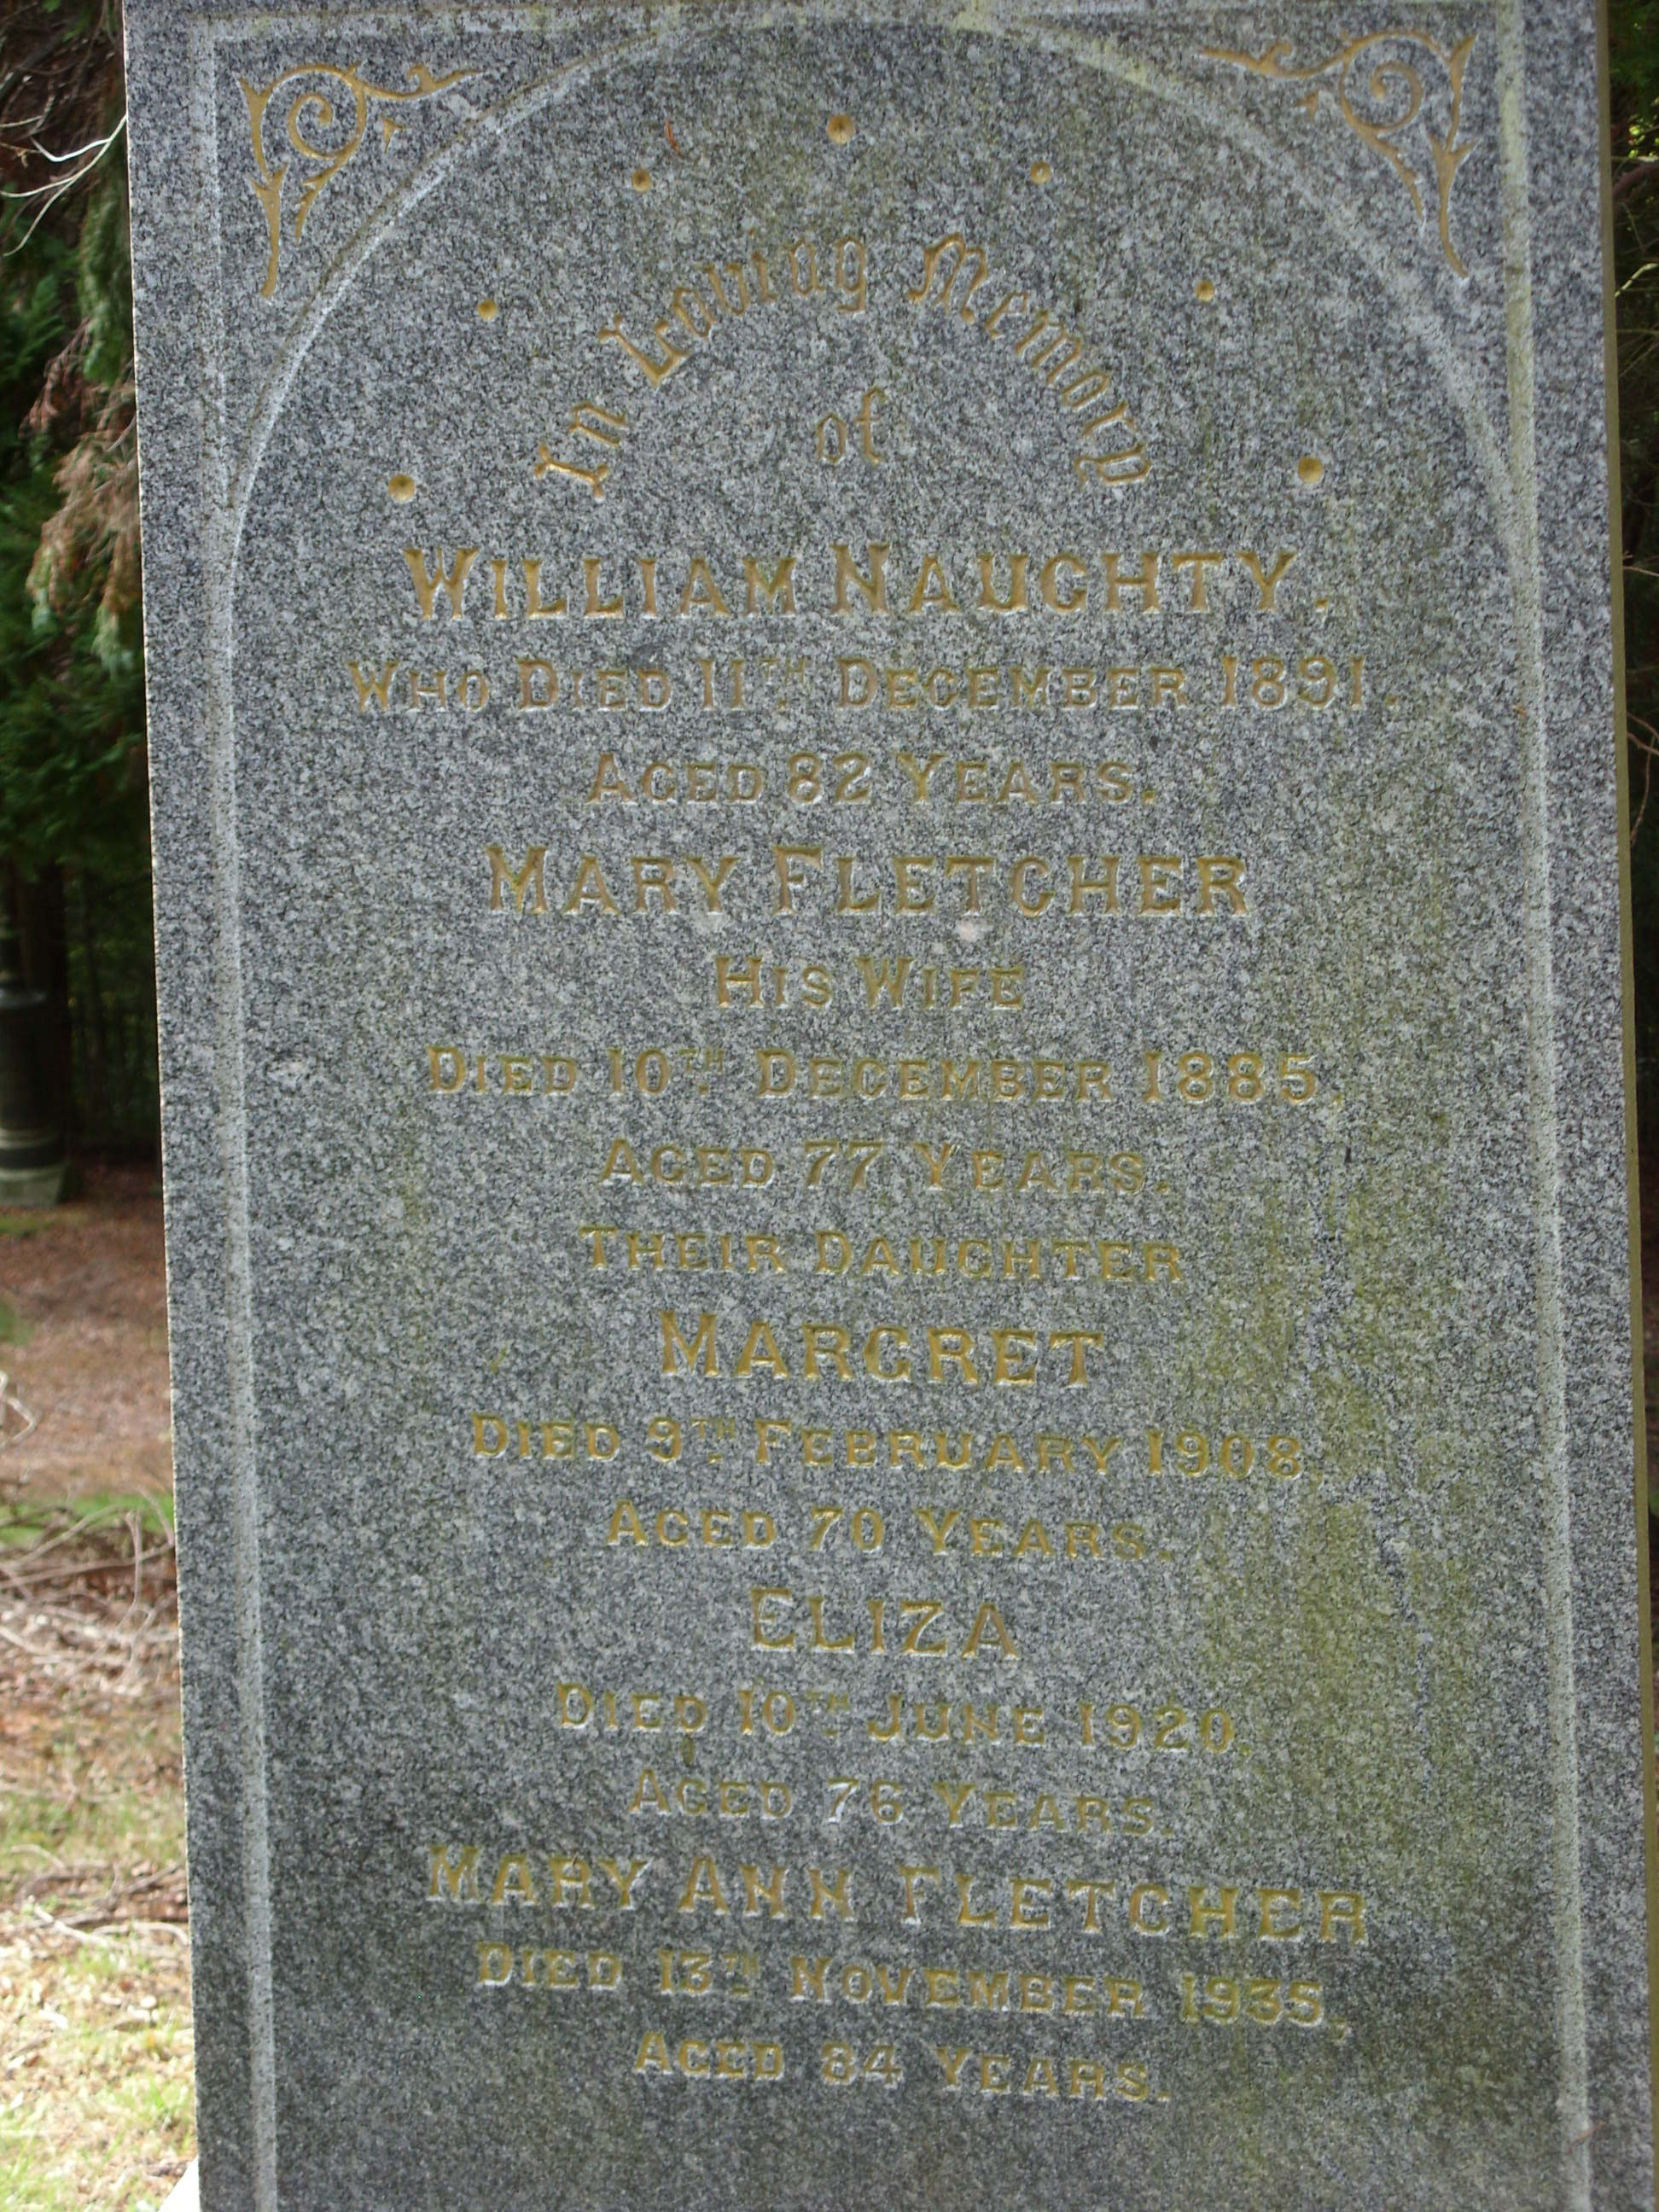 In Loving Memory
of
WILLIAM NAUGHTY,
WHO DIED 11TH DECEMBER 1891.
AGED 82 YEARS.
MARY FLETCHER
HIS WIFE
DIED 10TH DECEMBER 1885,
AGED 77 YEARS.
THEIR DAUGHTER
MARGRET
DIED 9TH FEBRUARY 1908,
AGED 70 YEARS.
ELIZA
DIED 10TH JUNE 1920,
AGED 76 YEARS.
MARY ANN FLETCHER
DIED 13TH NOVEMBER 1935,
AGED 84 YEARS.